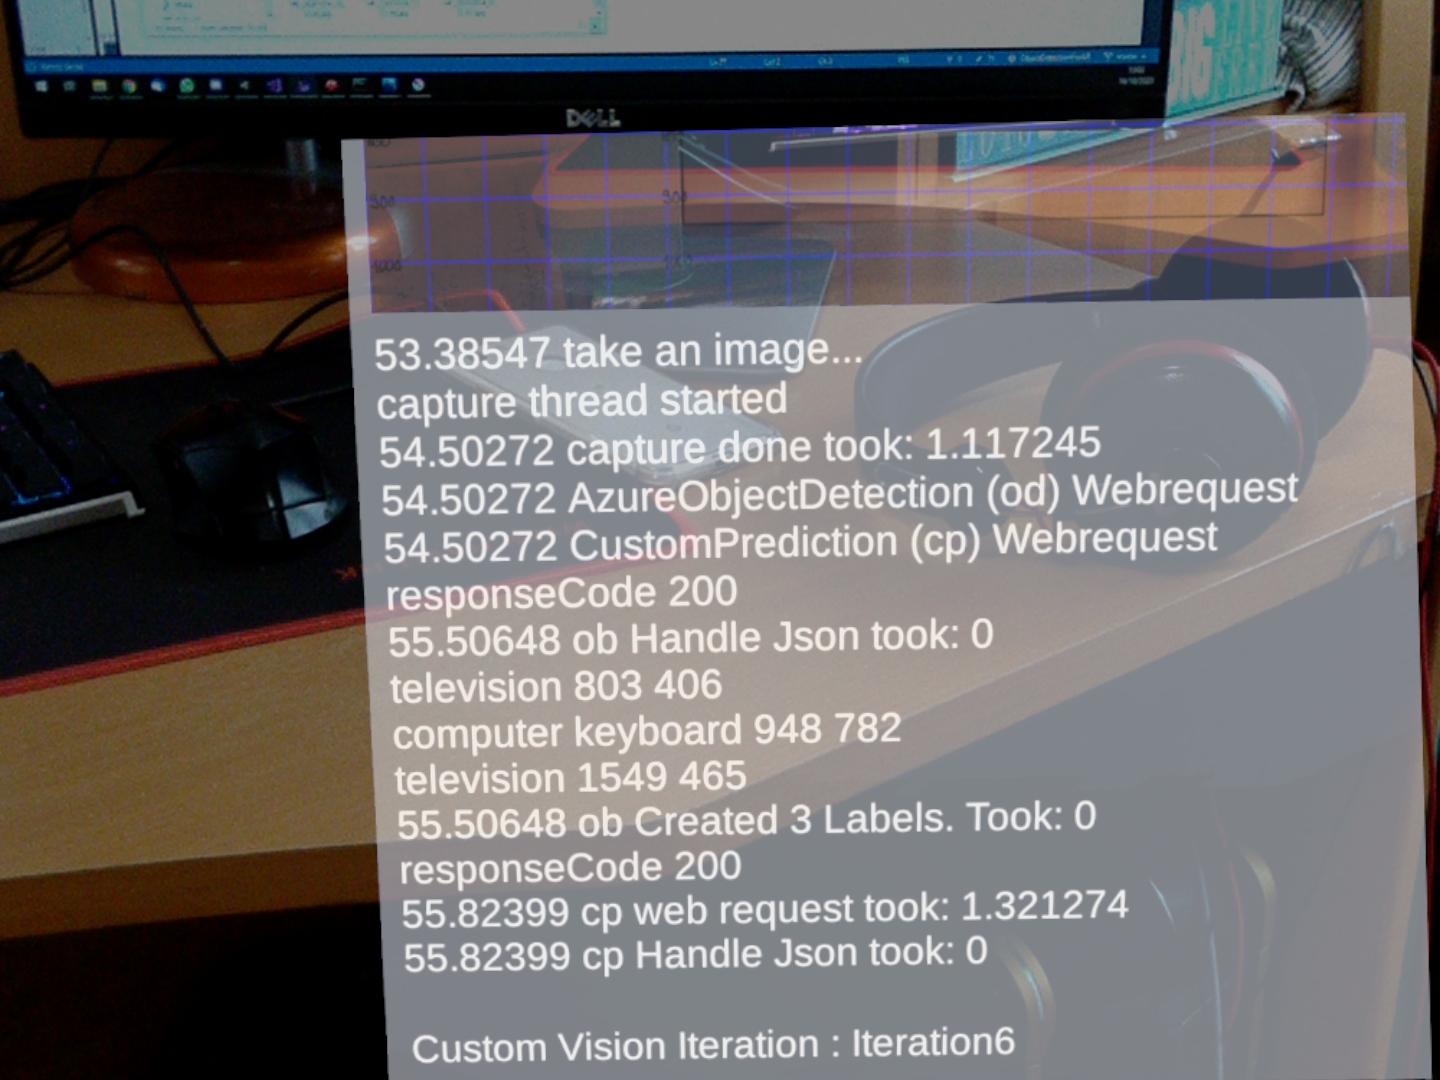 DELL
500
500
1000
53.38547 take an image...
capture thread started
54.50272 capture done took: 1.117245
54.50272 AzureObjectDetection (od) Webrequest
54.50272 CustomPrediction (cp) Webrequest
responseCode 200
55.50648 ob Handle Json took: 0
television 803 406
computer keyboard 948 782
television 1549 465
55.50648 ob Created 3 Labels. Took: 0
responseCode 200
55.82399 cp web request took: 1.321274
55.82399 cp Handle Json took: 0
Custom Vision Iteration : Iteration6